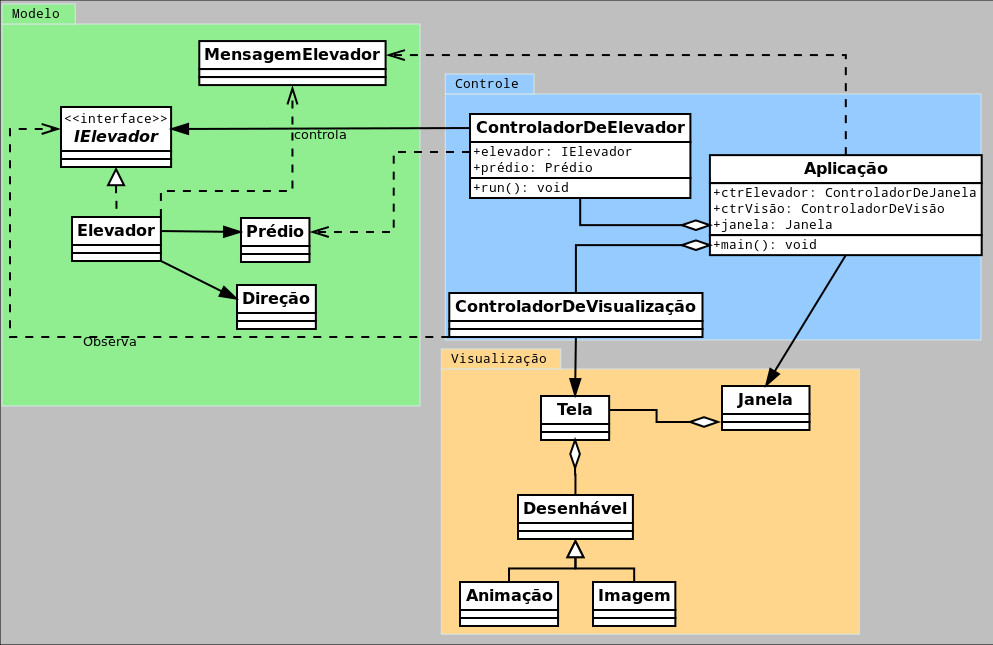 Modelo
MensagemElevador
<<interface>>
IElevador
controla
Elevador
Prédio
Direção
Observa
Controle
ControladorDeElevador
+elevador: IElevador
+prédio: Prédio
+run(): void
Aplicação
+ctrElevador: ControladorDeJanela
+ctrVisão: ControladorDeVisão
+janela: Janela
+main(): void
ControladorDeVisualização
Visualização
Tela
Janela
Desenhável
Animação
Imagem